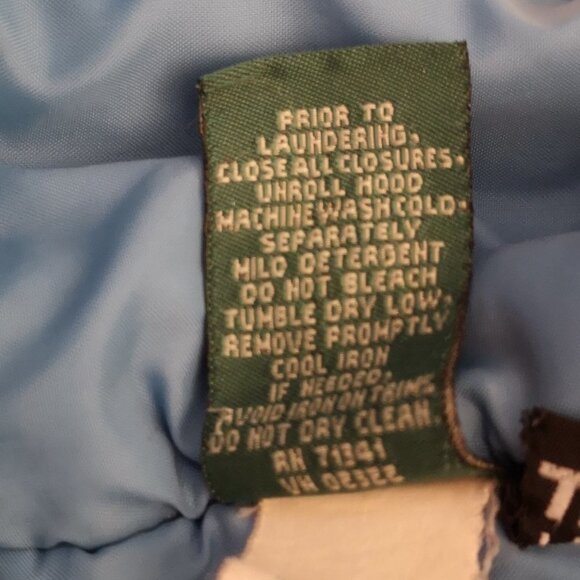 PRIOR TO
LAUNDERING,
CLOSE ALL CLOSURES.
UNROLL HOOD
MACHINE WASH COLD.
SEPARATELY
MILD DETERGENT
DO NOT BLEACH
TUMBLE DRY LOW,
REMOVE PROMPTLY
COOL IRON
IF NEEDED.
AVOID IRON ON TRIMS
DO NOT DRY CLEAN.
RN 71341